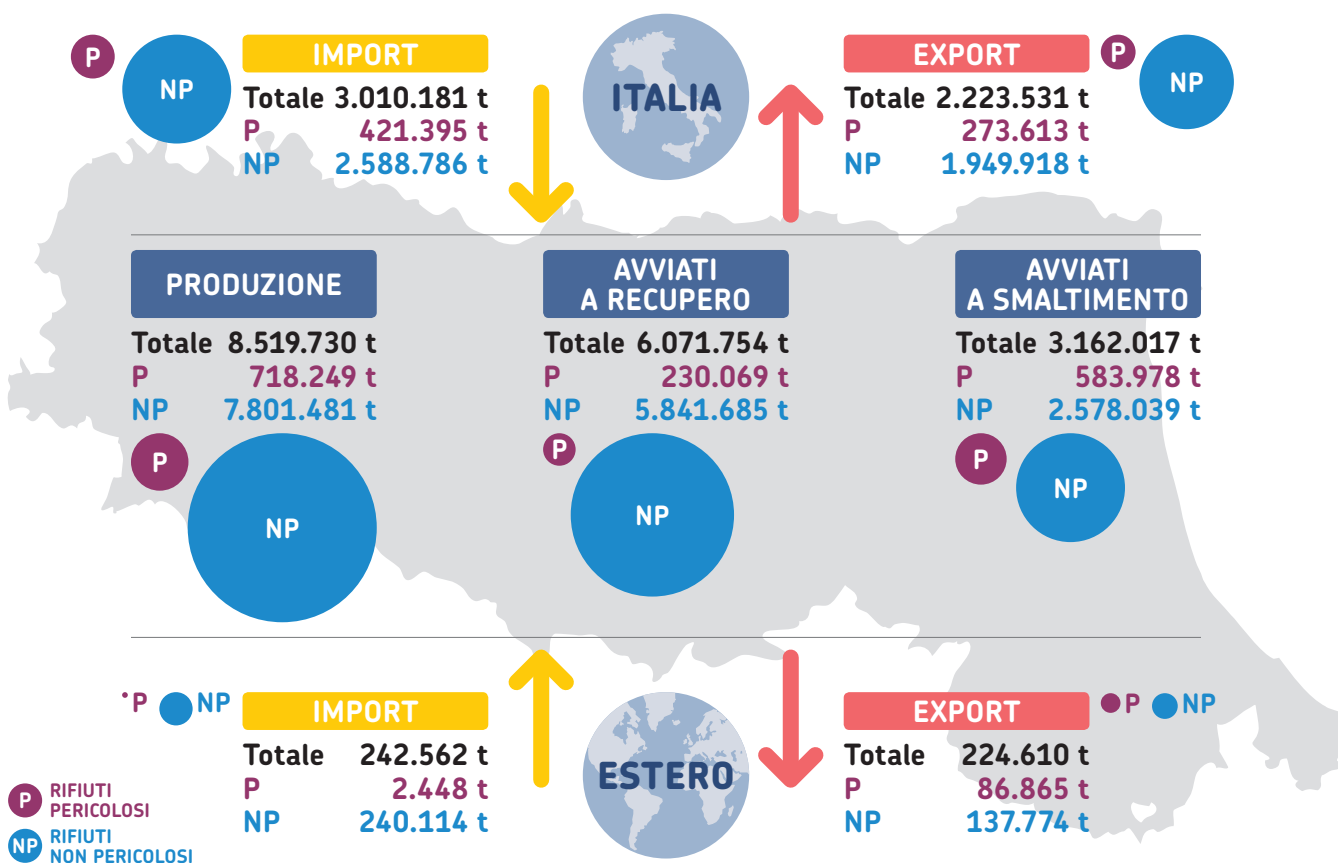 P
NP
IMPORT
Totale 3.010.181 t
P 421.395 t
NP 2.588.786 t
ITALIA
EXPORT
Totale 2.223.531 t
P 273.613 t
NP 1.949.918 t
P
NP
PRODUZIONE
Totale 8.519.730 t
P 718.249 t
NP 7.801.481 t
P
NP
AVVIATI
A RECUPERO
Totale 6.071.754 t
P 230.069 t
NP 5.841.685 t
P
NP
AVVIATI
A SMALTIMENTO
Totale 3.162.017 t
P 583.978 t
NP 2.578.039 t
P
NP
P NP
IMPORT
Totale 242.562 t
P 2.448 t
NP 240.114 t
ESTERO
EXPORT
Totale 224.610 t
P 86.865 t
NP 137.774 t
P NP
P RIFIUTI
PERICOLOSI
NP RIFIUTI
NON PERICOLOSI